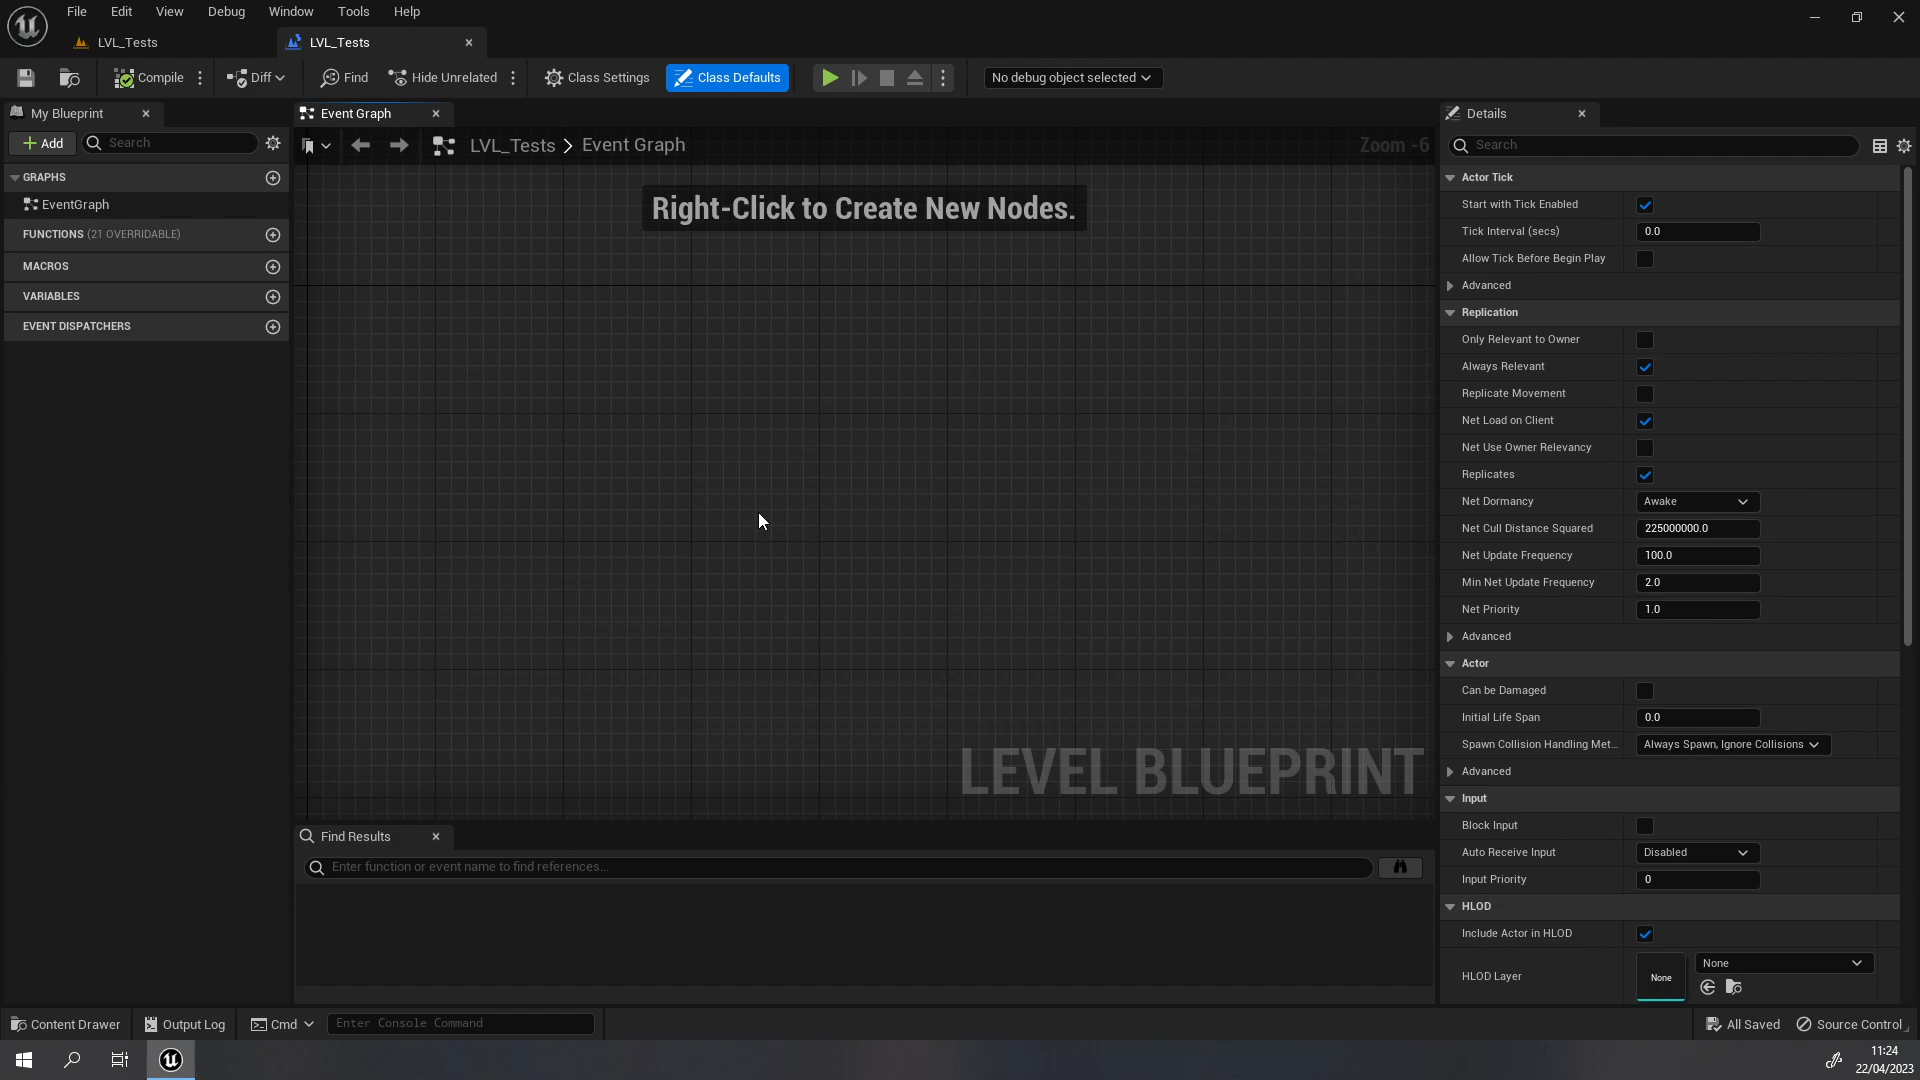 File Edit View Debug Window Tools Help
LVL_Tests LVL_Tests
Compile Diff Find Hide Unrelated Class Settings Class Defaults No debug object selected
My Blueprint Event Graph Details
Add Search LVL_Tests > Event Graph Zoom -6 Search
GRAPHS
EventGraph
FUNCTIONS (21 OVERRIDABLE)
MACROS
VARIABLES
EVENT DISPATCHERS
Right-Click to Create New Nodes.
LEVEL BLUEPRINT
Find Results
Enter function or event name to find references...
Actor Tick
Start with Tick Enabled
Tick Interval (secs) 0.0
Allow Tick Before Begin Play
Advanced
Replication
Only Relevant to Owner
Always Relevant
Replicate Movement
Net Load on Client
Net Use Owner Relevancy
Replicates
Net Dormancy Awake
Net Cull Distance Squared 225000000.0
Net Update Frequency 100.0
Min Net Update Frequency 2.0
Net Priority 1.0
Advanced
Actor
Can be Damaged
Initial Life Span 0.0
Spawn Collision Handling Met... Always Spawn, Ignore Collisions
Advanced
Input
Block Input
Auto Receive Input Disabled
Input Priority 0
HLOD
Include Actor in HLOD
HLOD Layer None None
Content Drawer Output Log Cmd Enter Console Command All Saved Source Control
11:24
22/04/2023